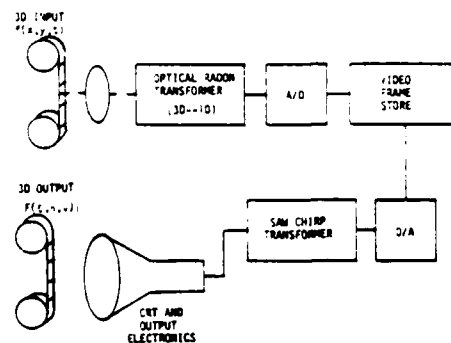 3D INPUT
f(x,y,t)
OPTICAL RADON
TRANSFORMER
(3D--1D)
A/D
VIDEO
FRAME
STORE
3D OUTPUT
SAW CHIRP
TRANSFORMER
D/A
CRT AND
OUTPUT
ELECTRONICS